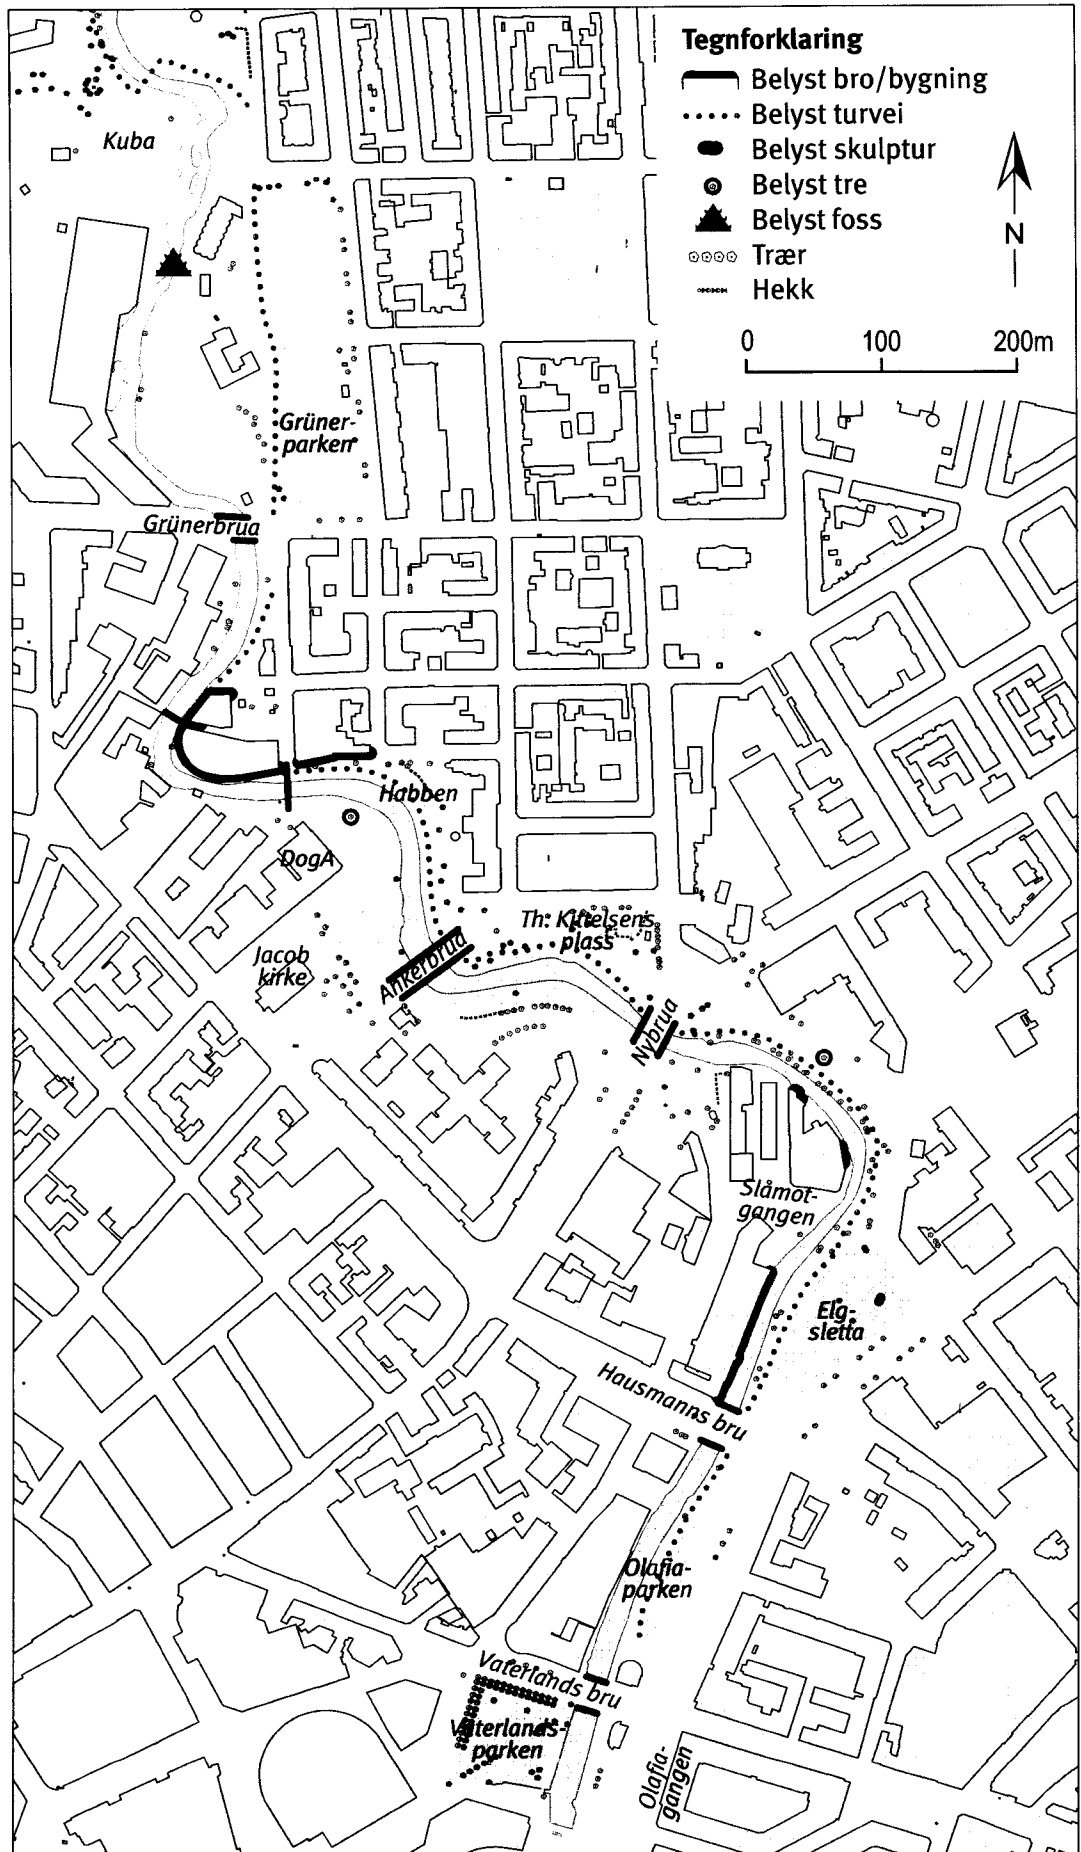 Tegnforklaring
Belyst bro/bygning
Belyst turvei
Belyst skulptur
Belyst tre
Belyst foss
Trær
Hekk
N
0 100 200m
Kuba
Grüner-
parken
Grünerbrua
Habben
DogA
Th. Kittelsens
plass
Jacob
kirke
Ankerbrua
Nybrua
Slåmot-
gangen
Elg-
sletta
Hausmanns bru
Olafia-
parken
Vaterlands bru
Vaterlands-
parken
Olafia-
gangen